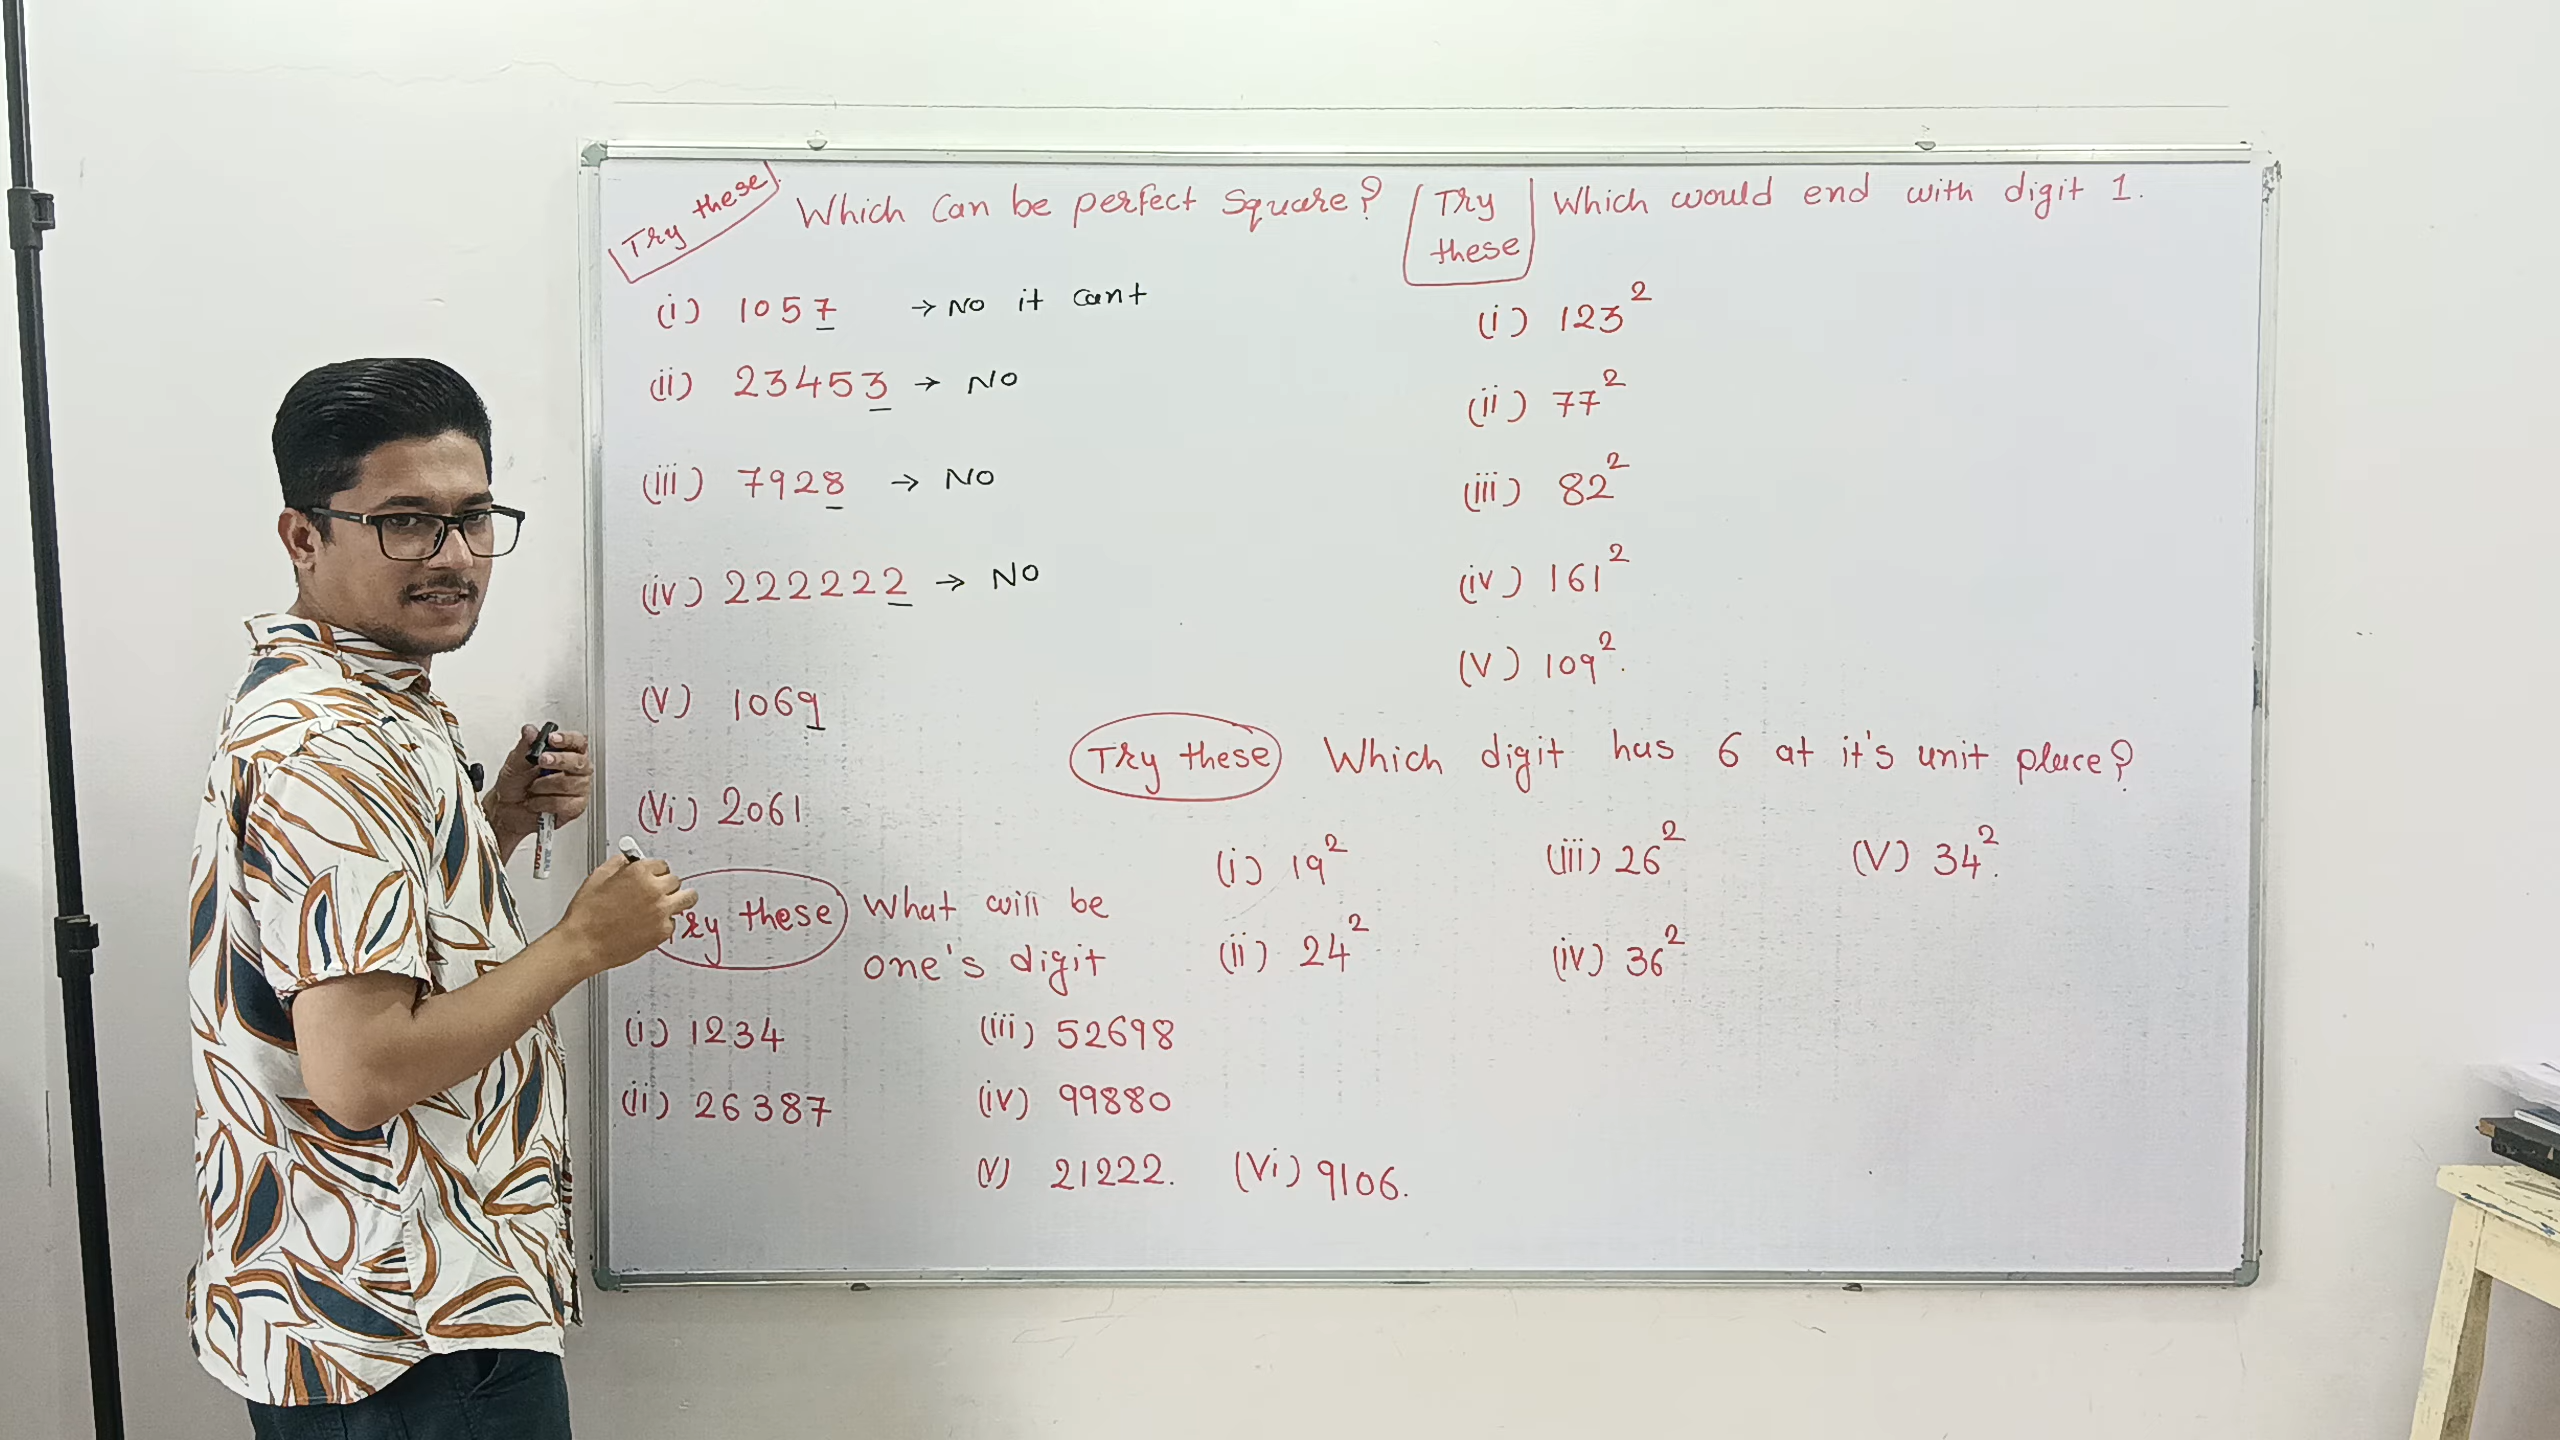 Try these
Which Can be perfect Square?
(i) 1057 → No it cant
(ii) 23453 → No
(iii) 7928 → No
(iv) 222222 → No
(v) 1069
(vi) 2061
Try these
Which would end with digit 1.
(i) 123²
(ii) 77²
(iii) 82²
(iv) 161²
(v) 109².
Try these Which digit has 6 at it's unit place?
(i) 19² (iii) 26² (v) 34².
(ii) 24² (iv) 36²
Try these What will be
one's digit
(i) 1234 (iii) 52698
(ii) 26387 (iv) 99880
(v) 21222. (vi) 9106.